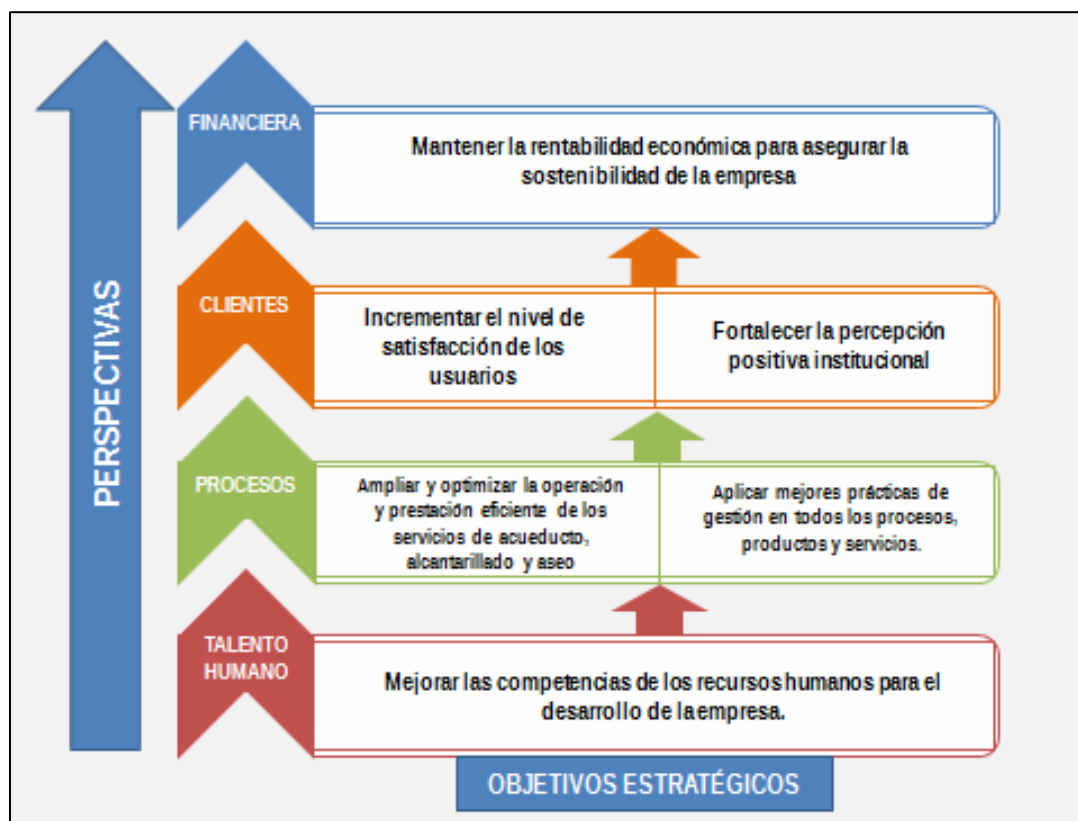 PERSPECTIVAS
FINANCIERA
Mantener la rentabilidad económica para asegurar la
sostenibilidad de la empresa
CLIENTES
Incrementar el nivel de
satisfacción de los
usuarios
Fortalecer la percepción
positiva institucional
PROCESOS
Ampliar y optimizar la operación
y prestación eficiente de los
servicios de acueducto,
alcantarillado y aseo
Aplicar mejores prácticas de
gestión en todos los procesos,
productos y servicios.
TALENTO
HUMANO
Mejorar las competencias de los recursos humanos para el
desarrollo de la empresa.
OBJETIVOS ESTRATÉGICOS